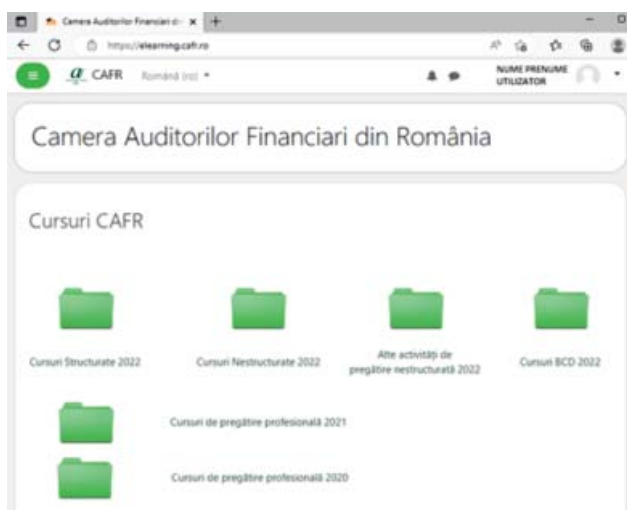 Camera Auditorilor Financiari di
https://elearning.cafr.ro
CAFR Română (ro)
NUME PRENUME
UTILIZATOR
Camera Auditorilor Financiari din România
Cursuri CAFR
Cursuri Structurate 2022
Cursuri Nestructurate 2022
Alte activități de
pregătire nestructurată 2022
Cursuri BCD 2022
Cursuri de pregătire profesională 2021
Cursuri de pregătire profesională 2020